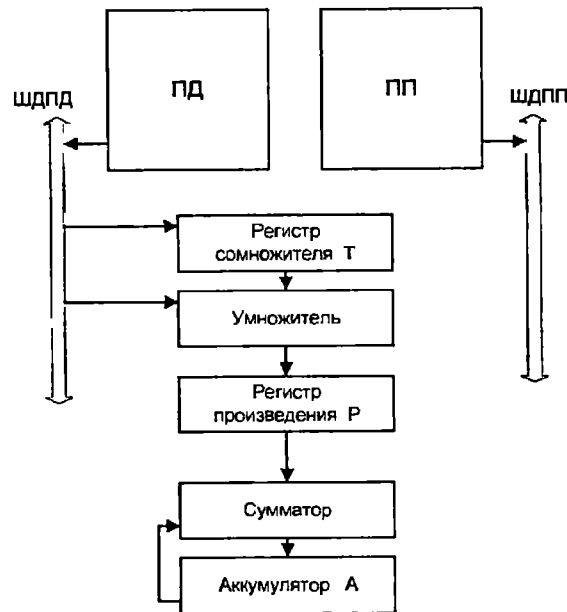 ПД
ПП
ШДПД
ШДПП
Регистр
сомножителя T
Умножитель
Регистр
произведения P
Сумматор
Аккумулятор A